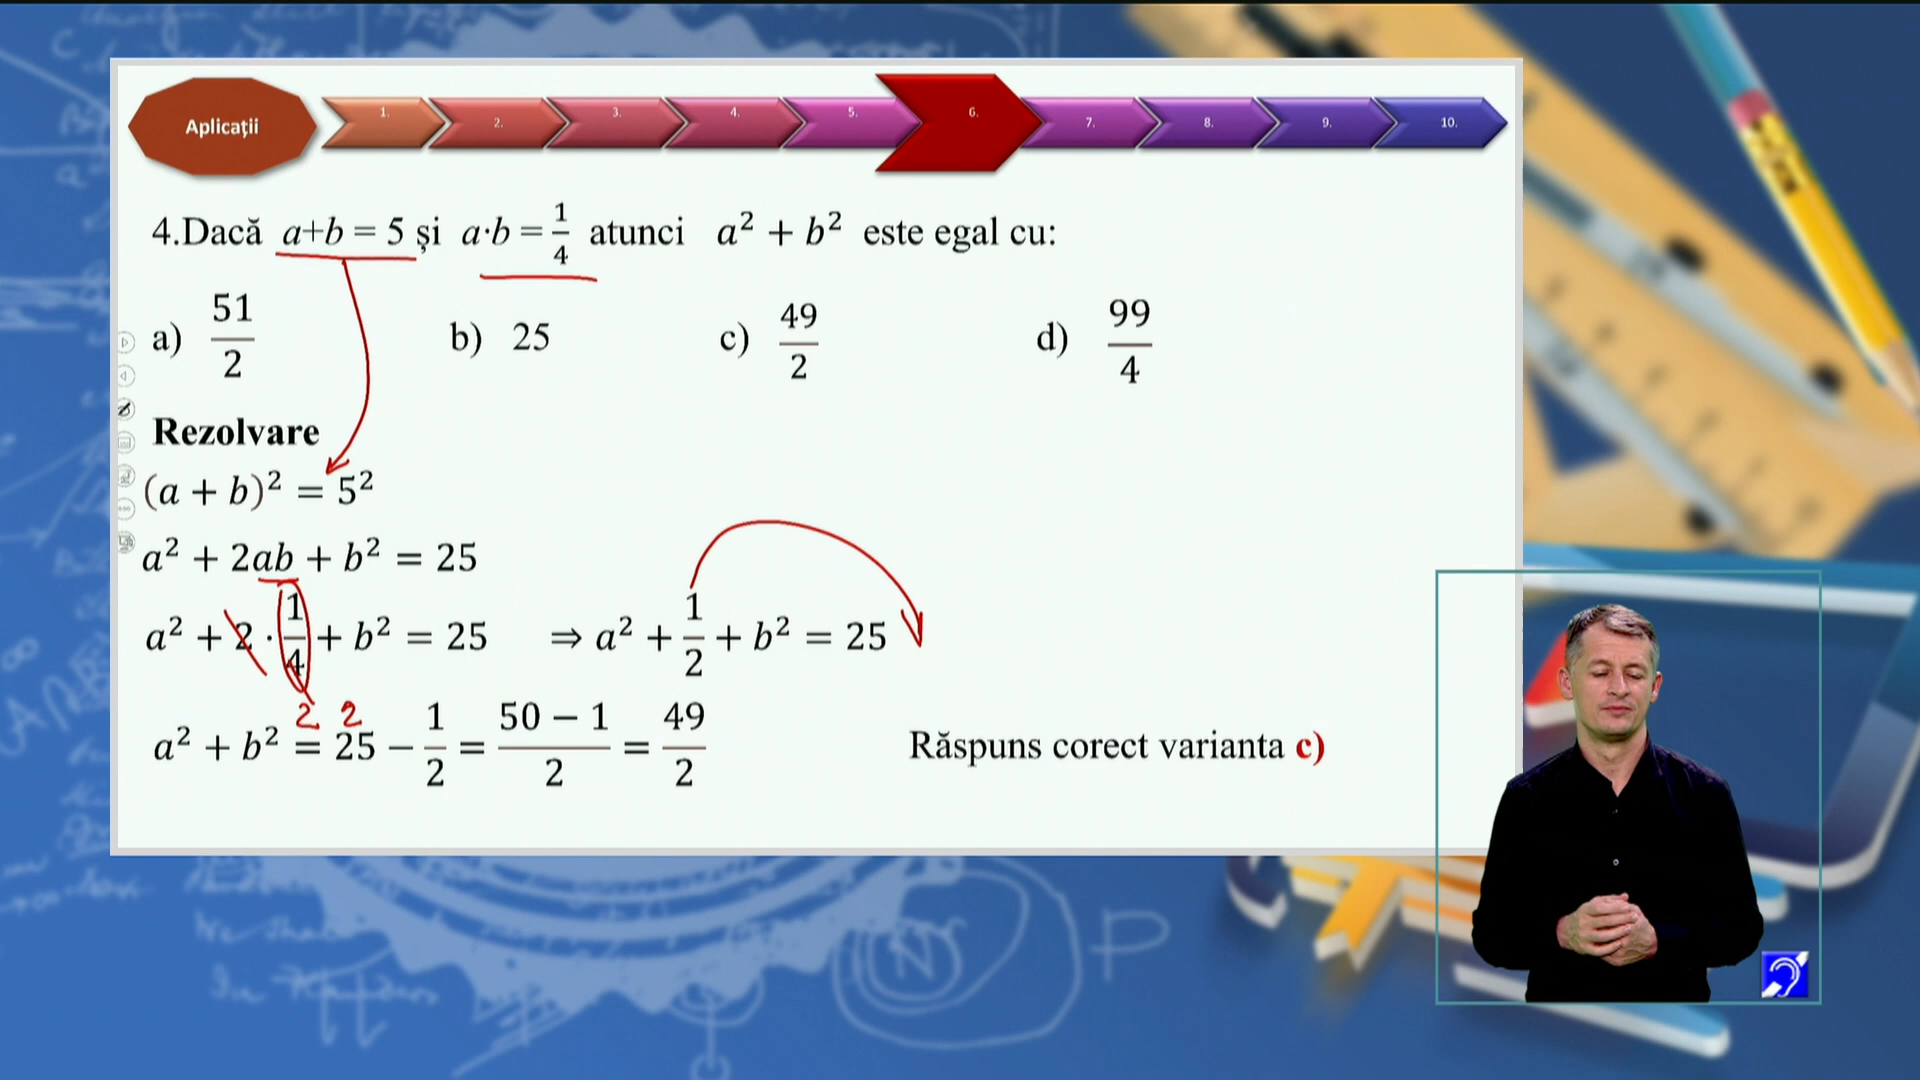 Aplicații 1. 2. 3. 4. 5. 6. 7. 8. 9. 10.
4.Dacă a+b = 5 și a·b = 1/4 atunci a² + b² este egal cu:
a) 51/2 b) 25 c) 49/2 d) 99/4
Rezolvare
(a + b)² = 5²
a² + 2ab + b² = 25
a² + 2 · 1/4 + b² = 25 ⇒ a² + 1/2 + b² = 25
2 2
a² + b² = 25 − 1/2 = (50 − 1)/2 = 49/2 Răspuns corect varianta c)
P